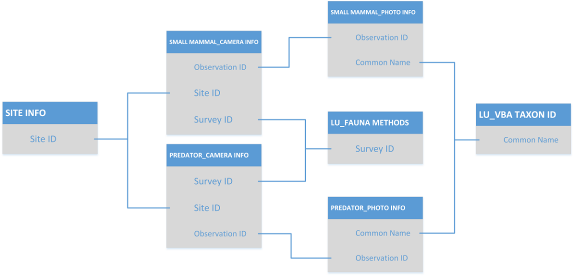 SITE INFO
Site ID
SMALL MAMMAL_CAMERA INFO
Observation ID
Site ID
Survey ID
PREDATOR_CAMERA INFO
Survey ID
Site ID
Observation ID
SMALL MAMMAL_PHOTO INFO
Observation ID
Common Name
LU_FAUNA METHODS
Survey ID
PREDATOR_PHOTO INFO
Common Name
Observation ID
LU_VBA TAXON ID
Common Name